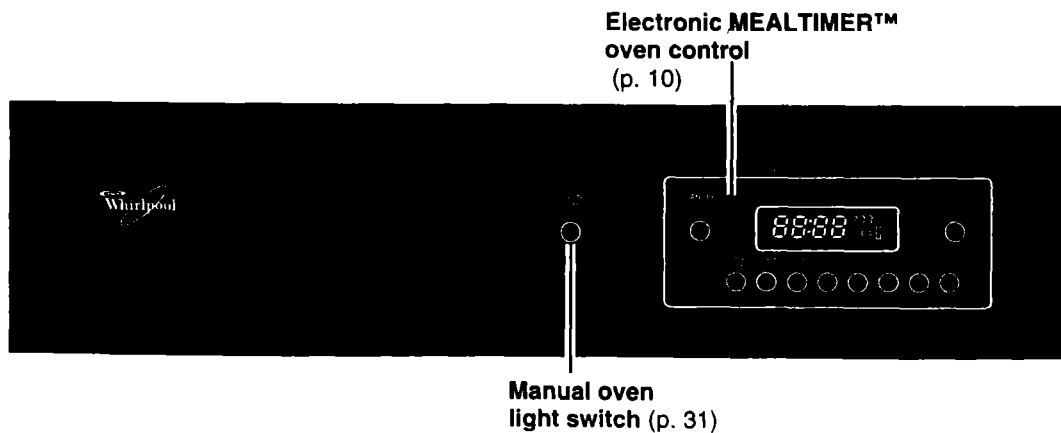 Electronic MEALTIMER™
oven control
(p. 10)
Whirlpool
88:88
Manual oven
light switch (p. 31)